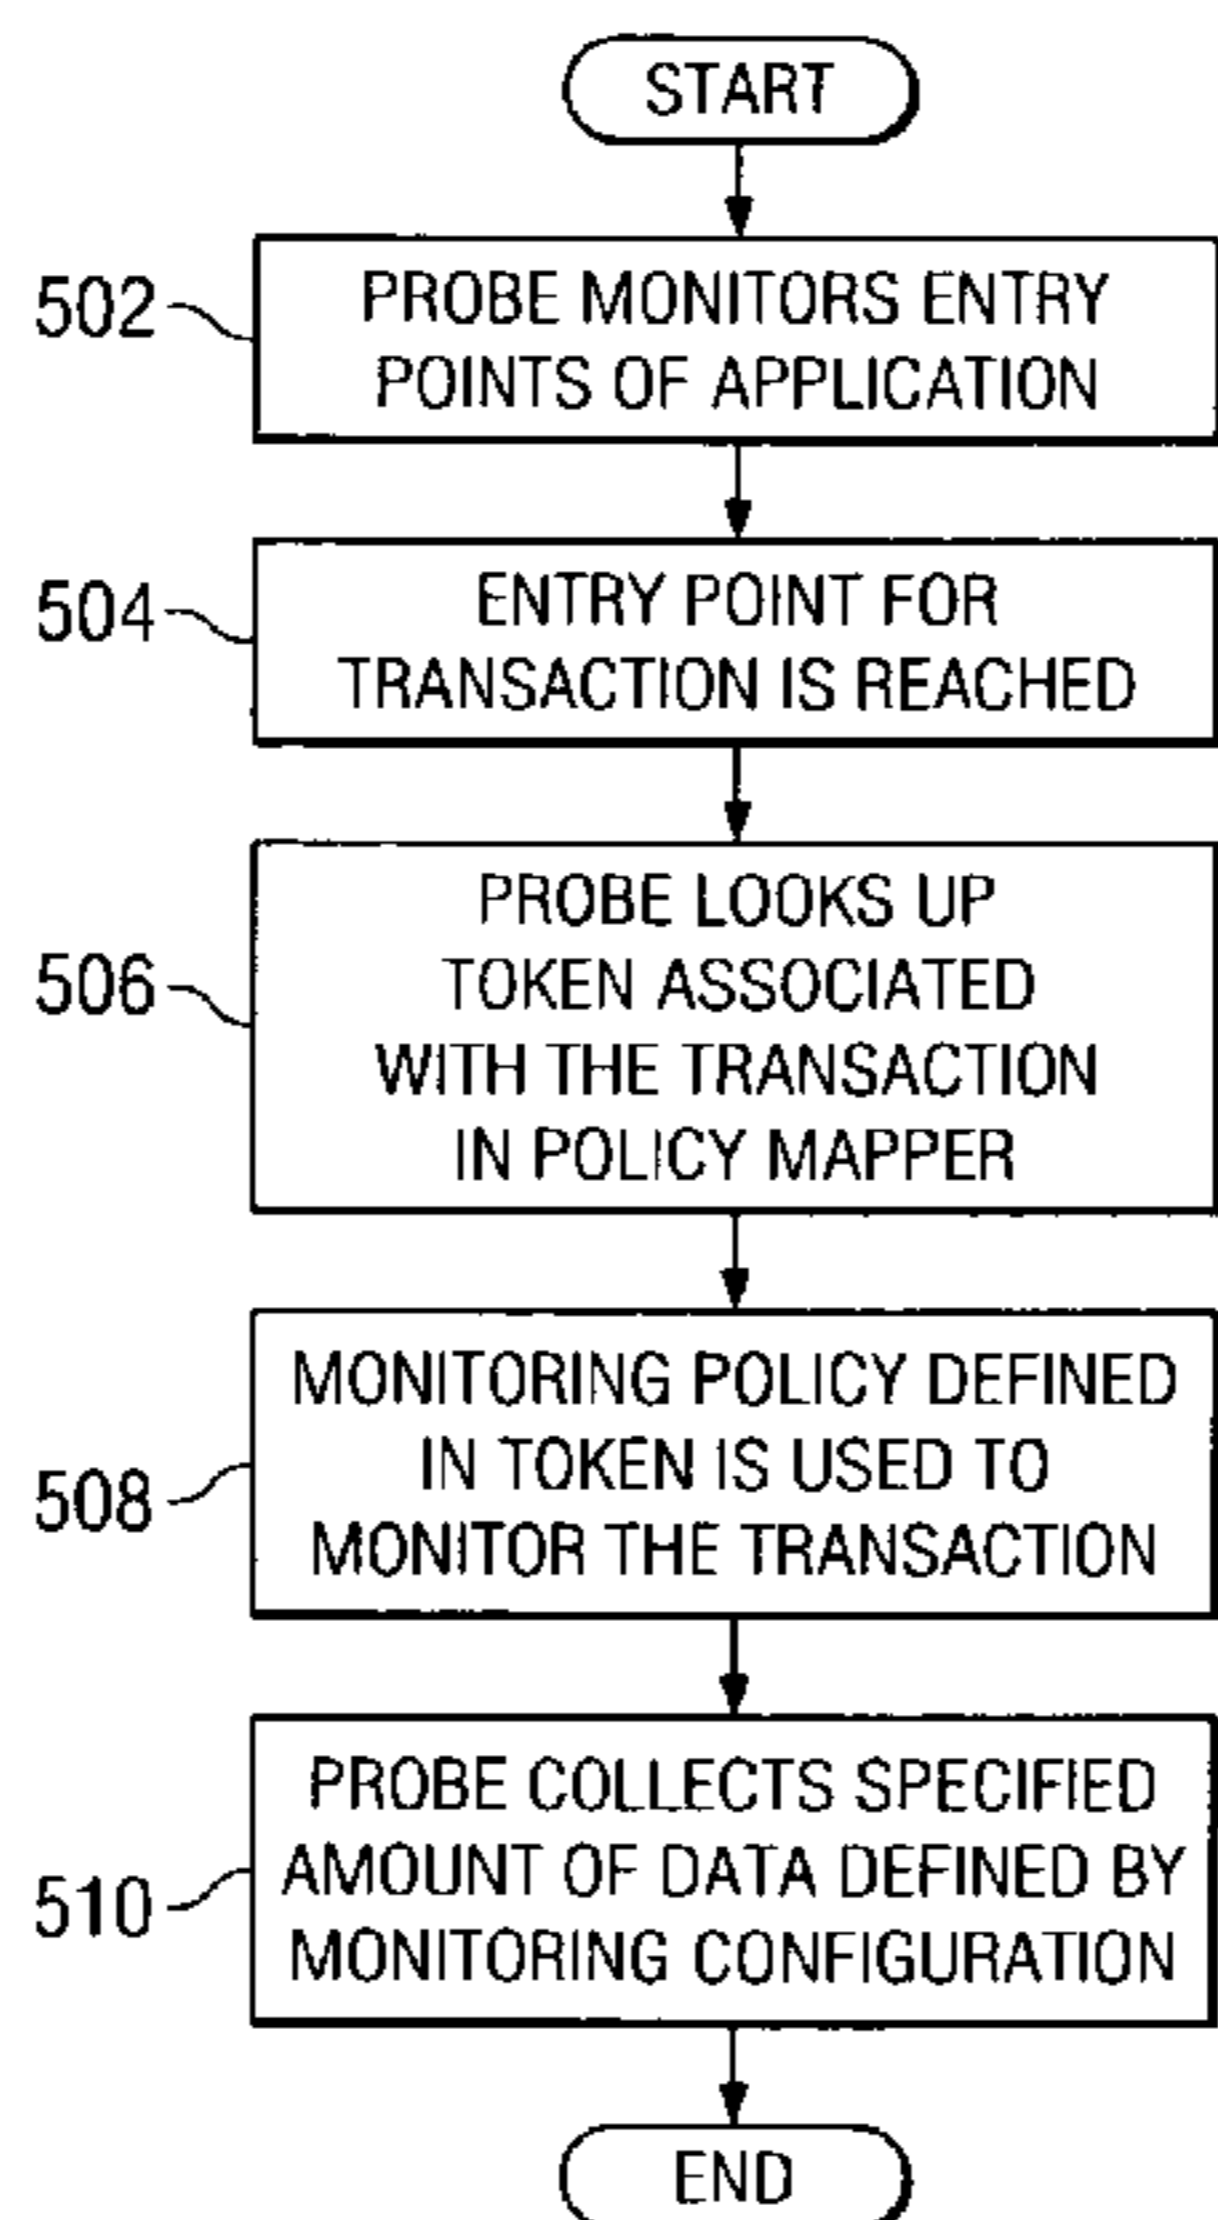 START
502
PROBE MONITORS ENTRY
POINTS OF APPLICATION
504
ENTRY POINT FOR
TRANSACTION IS REACHED
506
PROBE LOOKS UP
TOKEN ASSOCIATED
WITH THE TRANSACTION
IN POLICY MAPPER
508
MONITORING POLICY DEFINED
IN TOKEN IS USED TO
MONITOR THE TRANSACTION
510
PROBE COLLECTS SPECIFIED
AMOUNT OF DATA DEFINED BY
MONITORING CONFIGURATION
END